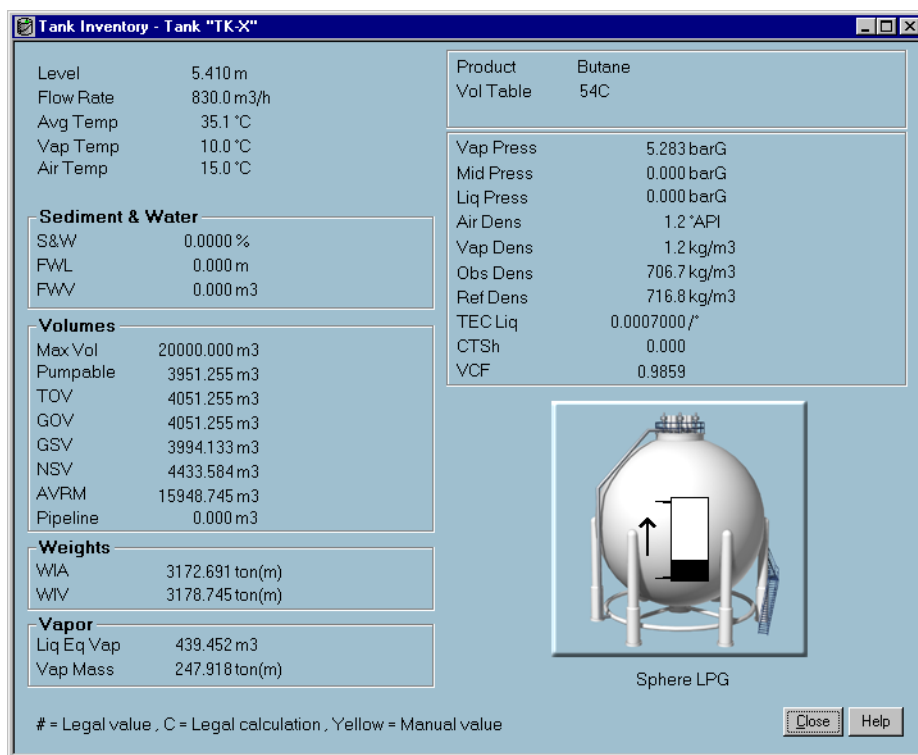 Tank Inventory - Tank "TK-X"
Level 5.410 m
Flow Rate 830.0 m3/h
Avg Temp 35.1 °C
Vap Temp 10.0 °C
Air Temp 15.0 °C
Sediment & Water
S&W 0.0000 %
FWL 0.000 m
FWV 0.000 m3
Volumes
Max Vol 20000.000 m3
Pumpable 3951.255 m3
TOV 4051.255 m3
GOV 4051.255 m3
GSV 3994.133 m3
NSV 4433.584 m3
AVRM 15948.745 m3
Pipeline 0.000 m3
Weights
WIA 3172.691 ton(m)
WIV 3178.745 ton(m)
Vapor
Liq Eq Vap 439.452 m3
Vap Mass 247.918 ton(m)
Product Butane
Vol Table 54C
Vap Press 5.283 barG
Mid Press 0.000 barG
Liq Press 0.000 barG
Air Dens 1.2 °API
Vap Dens 1.2 kg/m3
Obs Dens 706.7 kg/m3
Ref Dens 716.8 kg/m3
TEC Liq 0.0007000 /°
CTSh 0.000
VCF 0.9859
Sphere LPG
# = Legal value , C = Legal calculation , Yellow = Manual value
Close Help